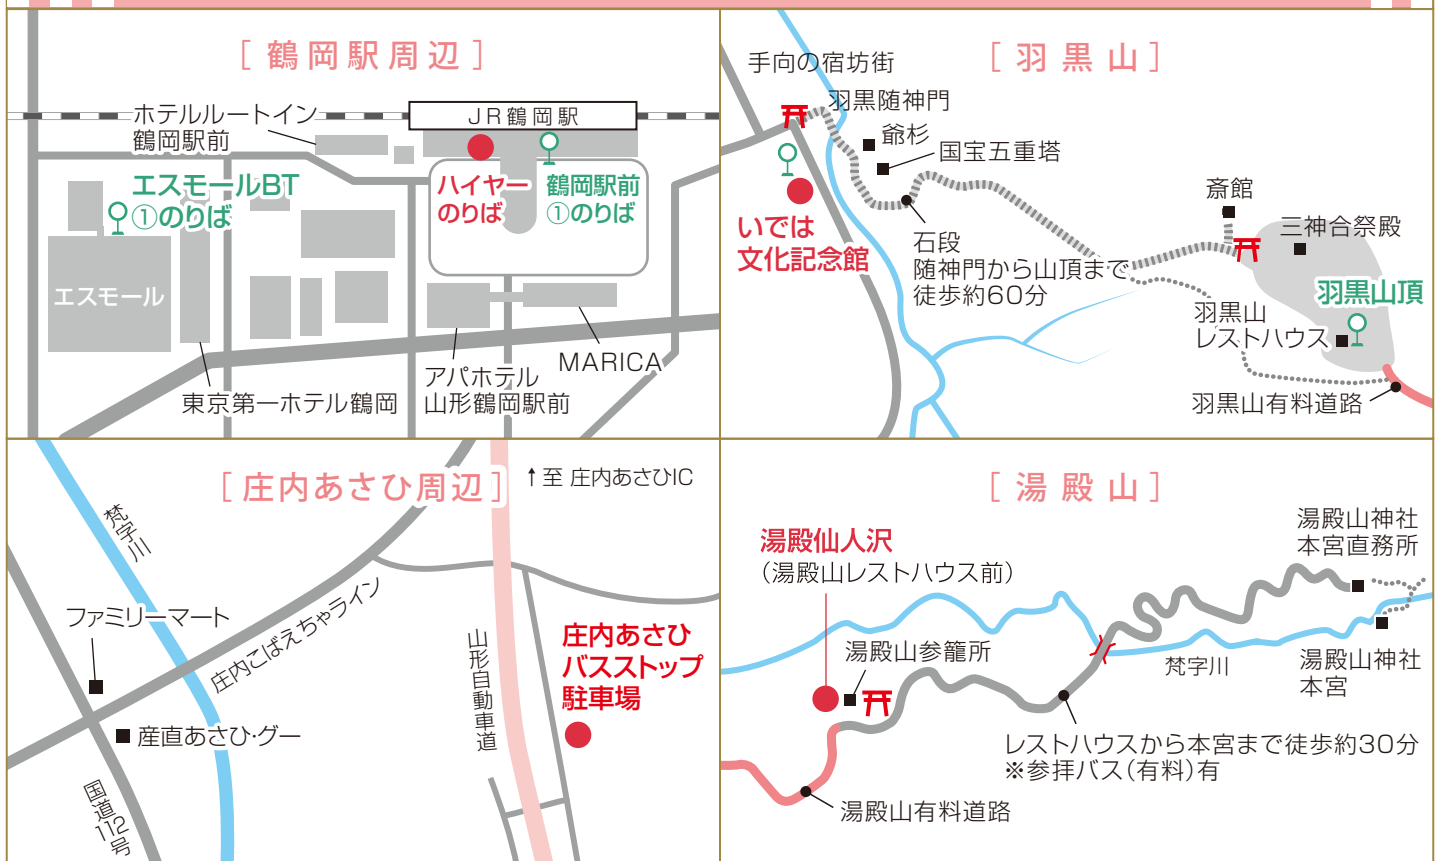 [ 鶴岡駅周辺 ]
ホテルルートイン
鶴岡駅前
JR鶴岡駅
エスモールBT
①のりば
ハイヤー
のりば
鶴岡駅前
①のりば
エスモール
MARICA
アパホテル
山形鶴岡駅前
東京第一ホテル鶴岡
[ 羽黒山 ]
手向の宿坊街
羽黒随神門
爺杉
国宝五重塔
斎館
三神合祭殿
いでは
文化記念館
石段
随神門から山頂まで
徒歩約60分
羽黒山頂
羽黒山
レストハウス
羽黒山有料道路
[ 庄内あさひ周辺 ]
↑至 庄内あさひIC
梵字川
ファミリーマート
庄内こばえちゃライン
山形自動車道
庄内あさひ
バスストップ
駐車場
産直あさひ・グー
国道112号
[ 湯殿山 ]
湯殿仙人沢
(湯殿山レストハウス前)
湯殿山神社
本宮直務所
湯殿山参籠所
梵字川
湯殿山神社
本宮
レストハウスから本宮まで徒歩約30分
※参拝バス(有料)有
湯殿山有料道路